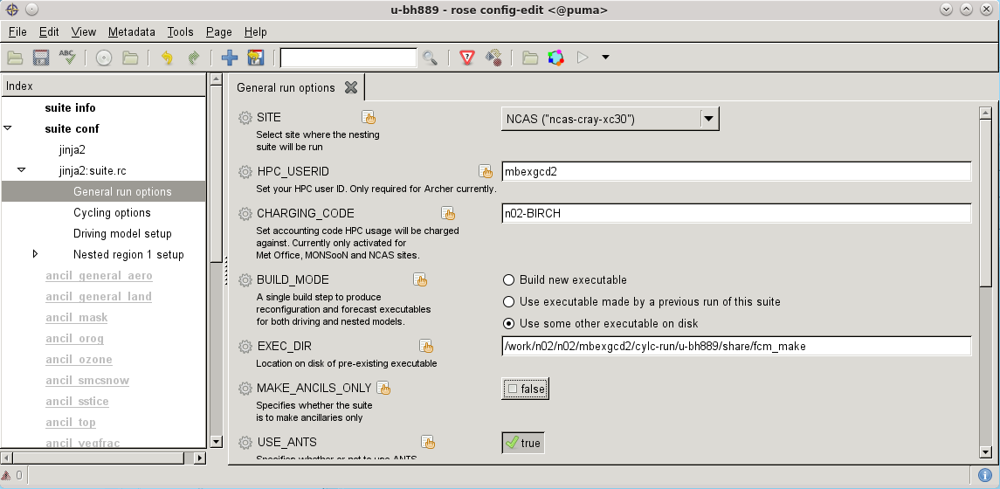 u-bh889 - rose config-edit <@puma>
File Edit View Metadata Tools Page Help
Index
suite info
suite conf
jinja2
jinja2:suite.rc
General run options
Cycling options
Driving model setup
Nested region 1 setup
ancil_general_aero
ancil_general_land
ancil_mask
ancil_orog
ancil_ozone
ancil_smcsnow
ancil_sstice
ancil_top
ancil_vegfrac
General run options
SITE
NCAS ("ncas-cray-xc30")
Select site where the nesting
suite will be run
HPC_USERID
mbexgcd2
Set your HPC user ID. Only required for Archer currently.
CHARGING_CODE
n02-BIRCH
Set accounting code HPC usage will be charged
against. Currently only activated for
Met Office, MONSooN and NCAS sites.
BUILD_MODE
Build new executable
A single build step to produce
reconfiguration and forecast executables
for both driving and nested models.
Use executable made by a previous run of this suite
Use some other executable on disk
EXEC_DIR
/work/n02/n02/mbexgcd2/cylc-run/u-bh889/share/fcm_make
Location on disk of pre-existing executable
MAKE_ANCILS_ONLY
false
Specifies whether the suite
is to make ancillaries only
USE_ANTS
true
Specifies whether or not to use ANTS
0